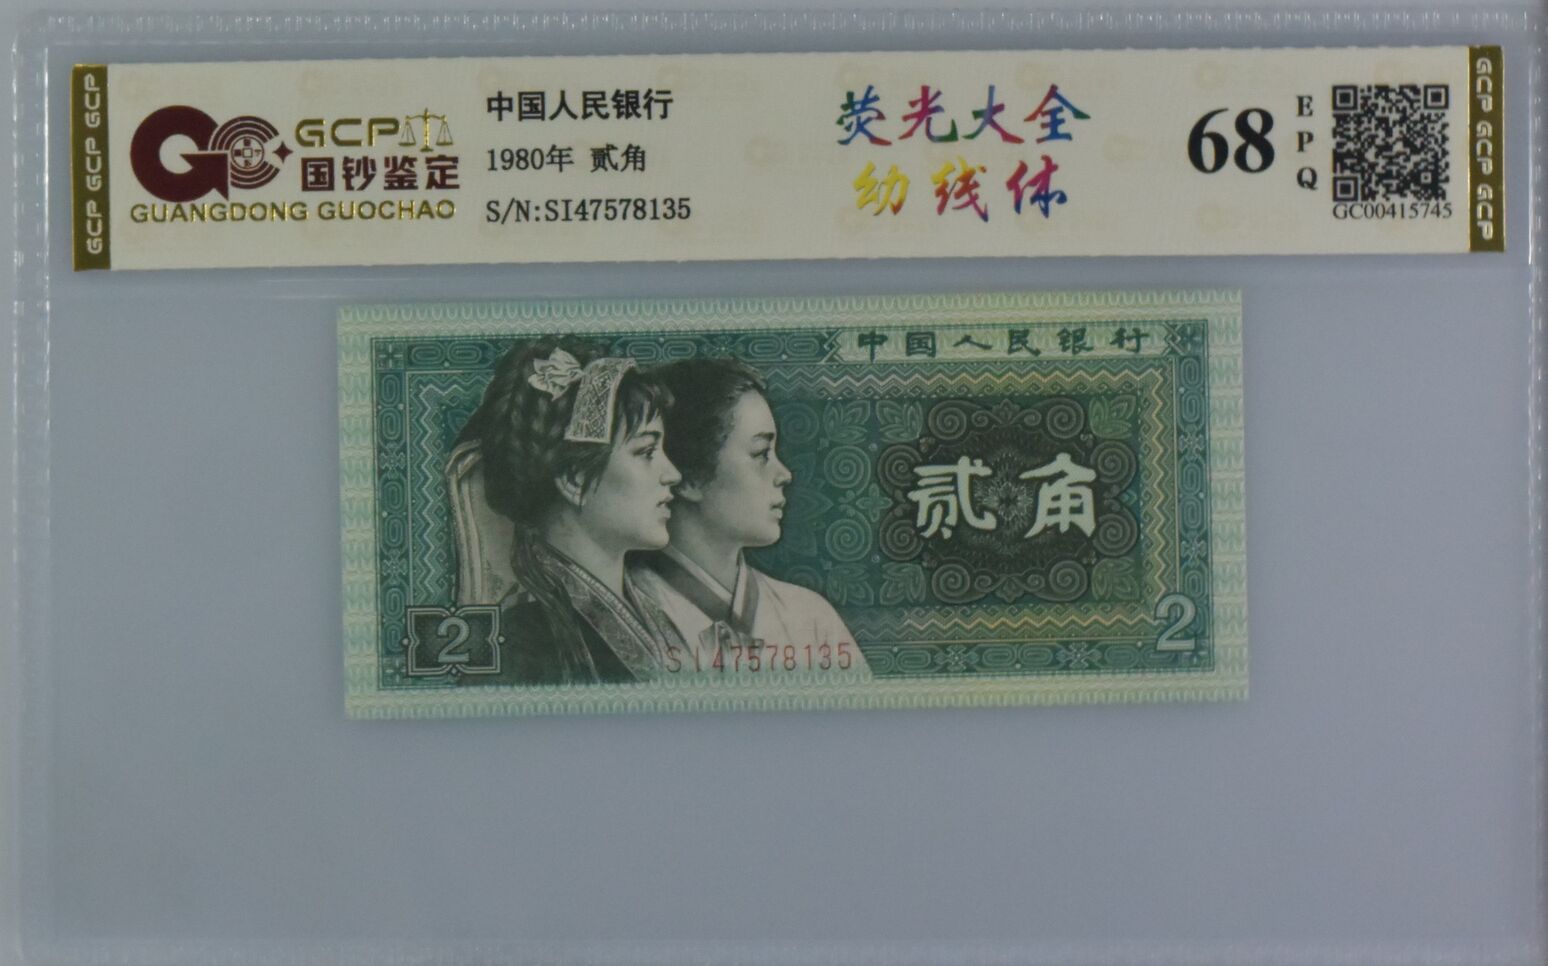 GCP GCP GCP
GCP
国钞鉴定
GUANGDONG GUOCHAO
中国人民银行
1980年 贰角
S/N:SI47578135
荧光大全
幼线体
68
EPQ
GC00415745
GCP GCP GCP
中国人民银行
贰角
2
2
SI47578135